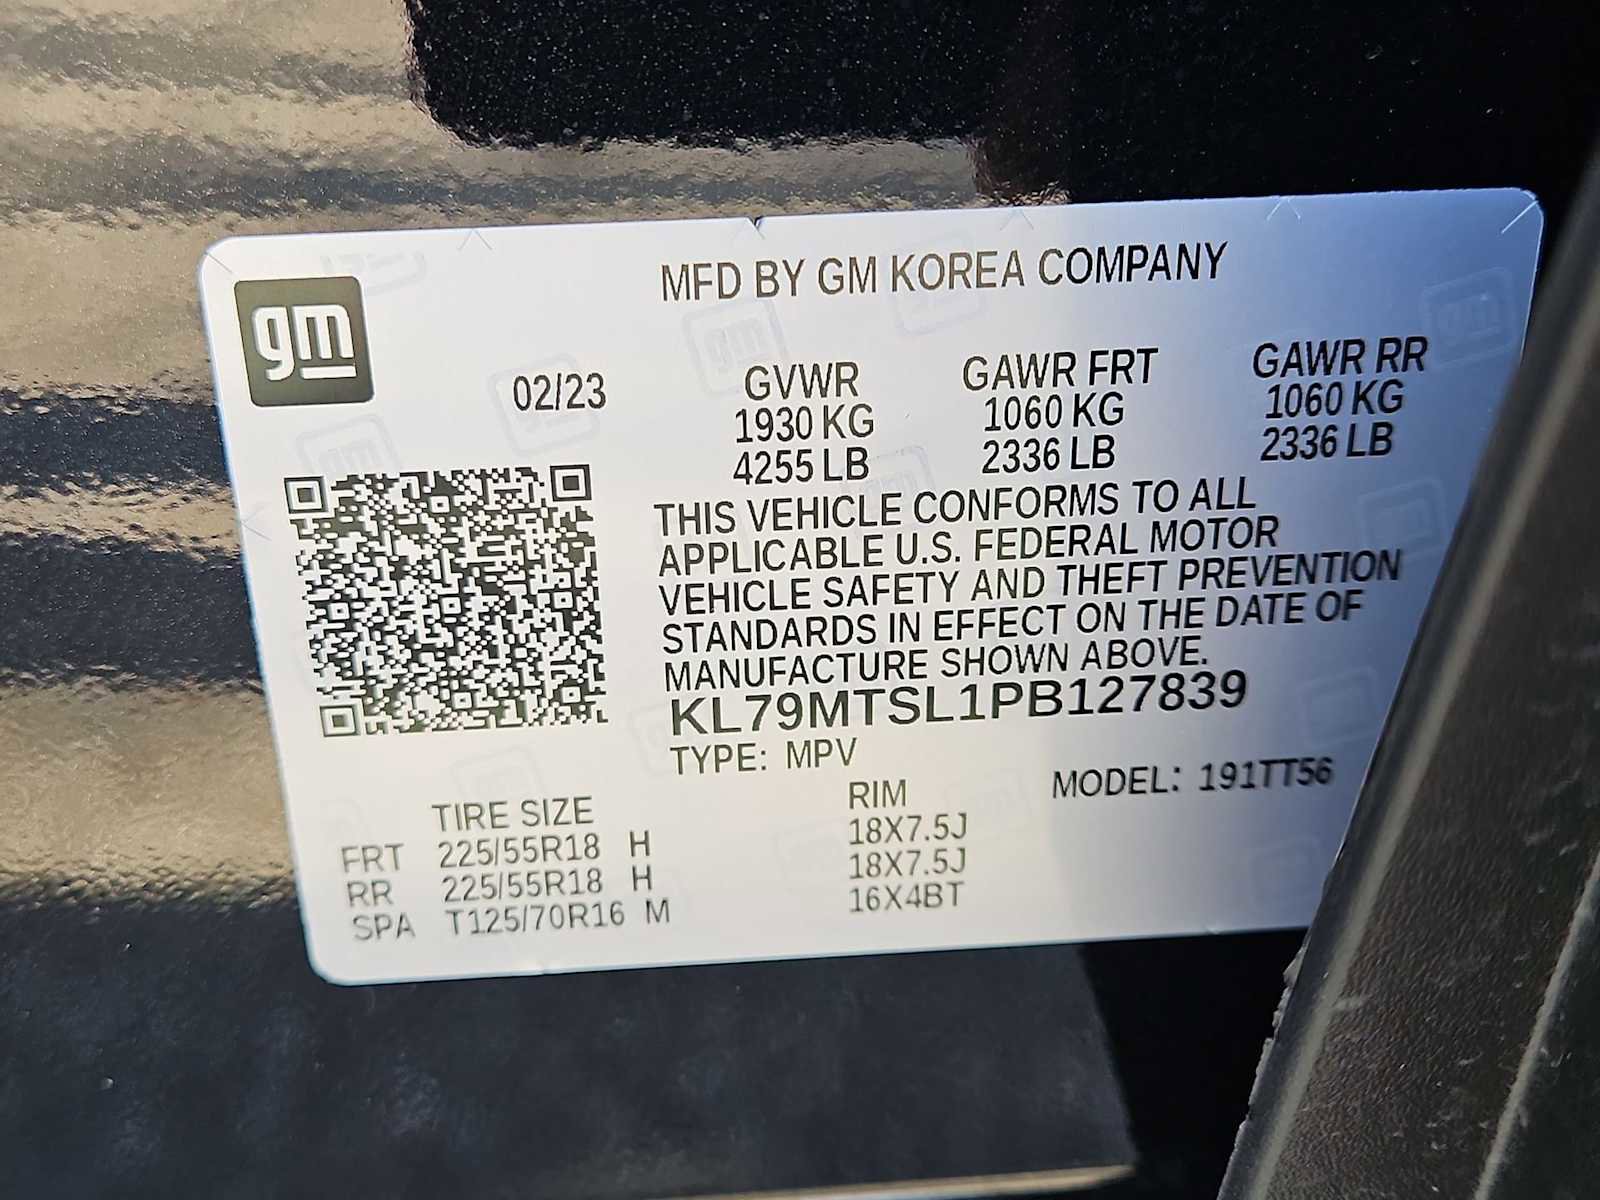 MFD BY GM KOREA COMPANY
gm
02/23
GVWR GAWR FRT GAWR RR
1930 KG 1060 KG 1060 KG
4255 LB 2336 LB 2336 LB
THIS VEHICLE CONFORMS TO ALL
APPLICABLE U.S. FEDERAL MOTOR
VEHICLE SAFETY AND THEFT PREVENTION
STANDARDS IN EFFECT ON THE DATE OF
MANUFACTURE SHOWN ABOVE.
KL79MTSL1PB127839
TYPE: MPV MODEL: 191TT56
TIRE SIZE RIM
FRT 225/55R18 H 18X7.5J
RR 225/55R18 H 18X7.5J
SPA T125/70R16 M 16X4BT